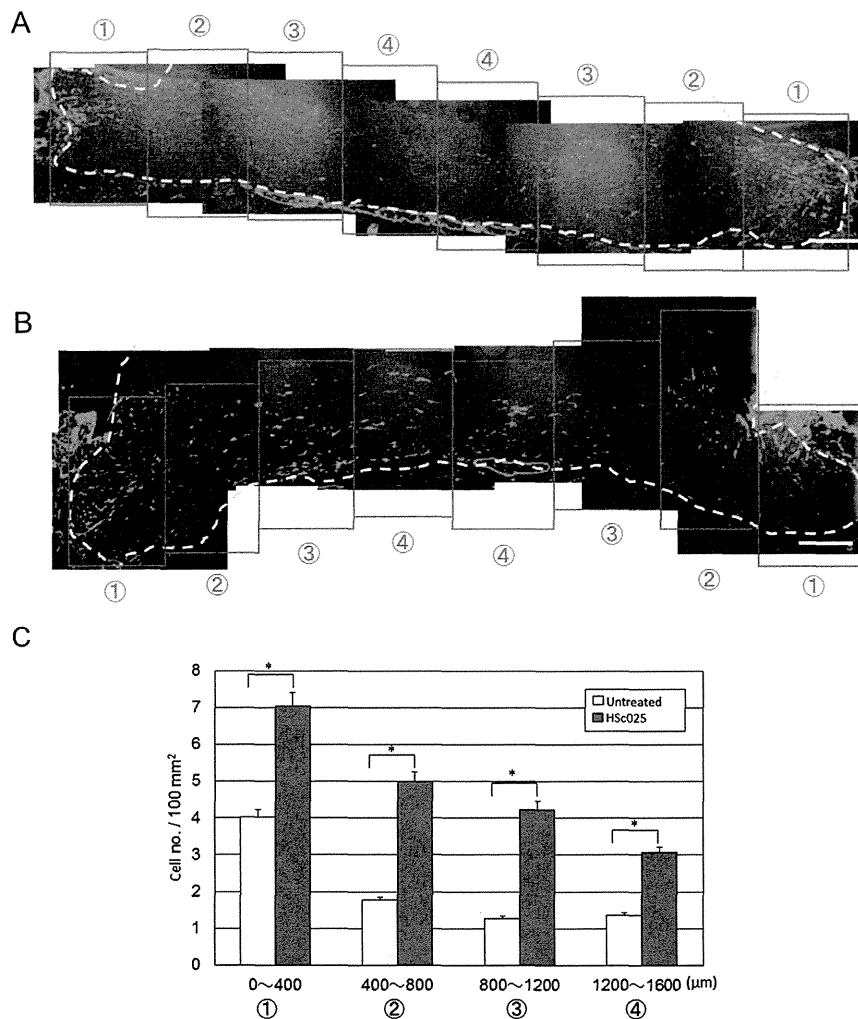 A
① ② ③ ④ ④ ③ ② ①
B
① ② ③ ④ ④ ③ ② ①
C
8
7
6
5
4
3
2
1
0
Cell no. / 100 mm²
* * * *
Untreated
HSc025
0～400 400～800 800～1200 1200～1600 (μm)
① ② ③ ④